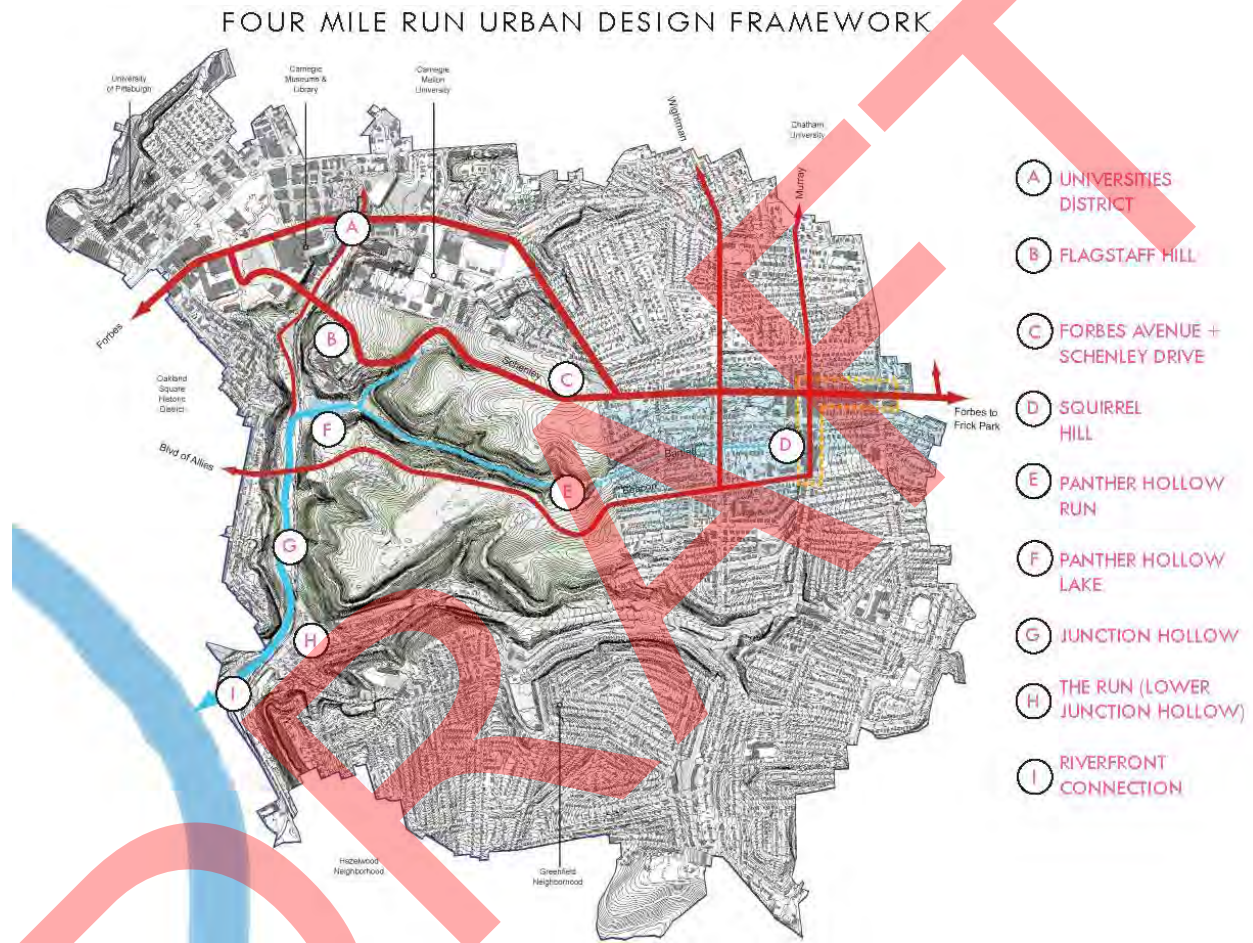 FOUR MILE RUN URBAN DESIGN FRAMEWORK
University
of Pittburgh
Carnegie
Museums &
Library
Carnegie
Mellon
University
Wightman
Chatham
University
Murray
Forbes
Oakland
Square
Historic
District
Blvd of Allies
Schenley
Bartlett
Beacon
Forbes to
Frick Park
Hazelwood
Neighborhood
Greenfield
Neighborhood
A
B
C
D
E
F
G
H
I
A UNIVERSITIES
DISTRICT
B FLAGSTAFF HILL
C FORBES AVENUE +
SCHENLEY DRIVE
D SQUIRREL
HILL
E PANTHER HOLLOW
RUN
F PANTHER HOLLOW
LAKE
G JUNCTION HOLLOW
H THE RUN (LOWER
JUNCTION HOLLOW)
I RIVERFRONT
CONNECTION
DRAFT